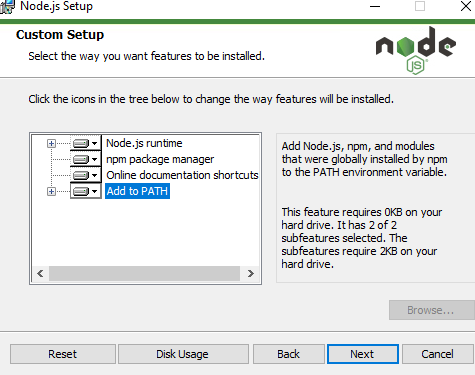 Node.js Setup
Custom Setup
Select the way you want features to be installed.
node
JS
Click the icons in the tree below to change the way features will be installed.
Node.js runtime
npm package manager
Online documentation shortcuts
Add to PATH
Add Node.js, npm, and modules
that were globally installed by npm
to the PATH environment variable.
This feature requires 0KB on your
hard drive. It has 2 of 2
subfeatures selected. The
subfeatures require 2KB on your
hard drive.
Browse...
Reset
Disk Usage
Back
Next
Cancel